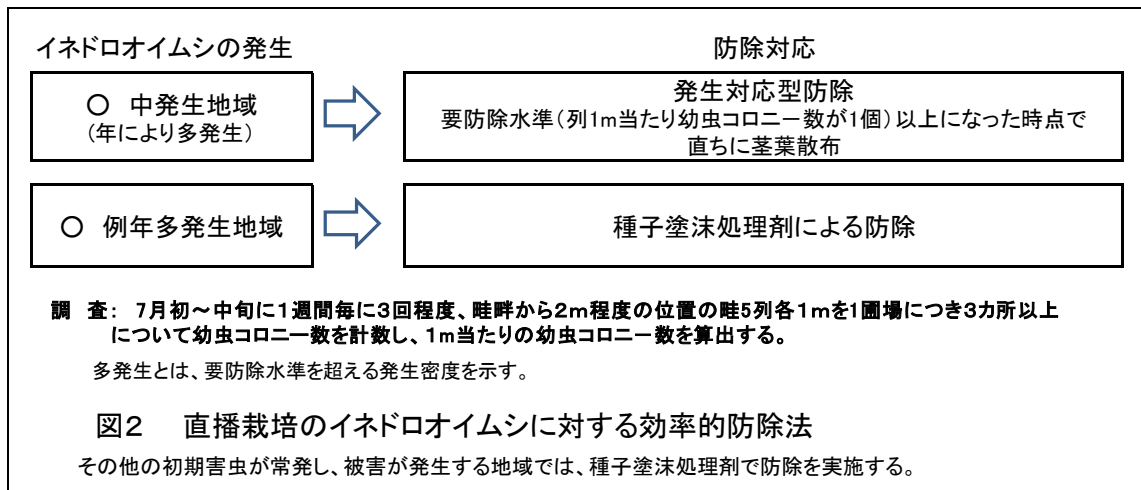 イネドロオイムシの発生
防除対応
○ 中発生地域
(年により多発生)
発生対応型防除
要防除水準(列1m当たり幼虫コロニー数が1個)以上になった時点で
直ちに茎葉散布
○ 例年多発生地域
種子塗沫処理剤による防除
調 査: 7月初～中旬に1週間毎に3回程度、畦畔から2m程度の位置の畦5列各1mを1圃場につき3カ所以上
について幼虫コロニー数を計数し、1m当たりの幼虫コロニー数を算出する。
多発生とは、要防除水準を超える発生密度を示す。
図2 直播栽培のイネドロオイムシに対する効率的防除法
その他の初期害虫が常発し、被害が発生する地域では、種子塗沫処理剤で防除を実施する。